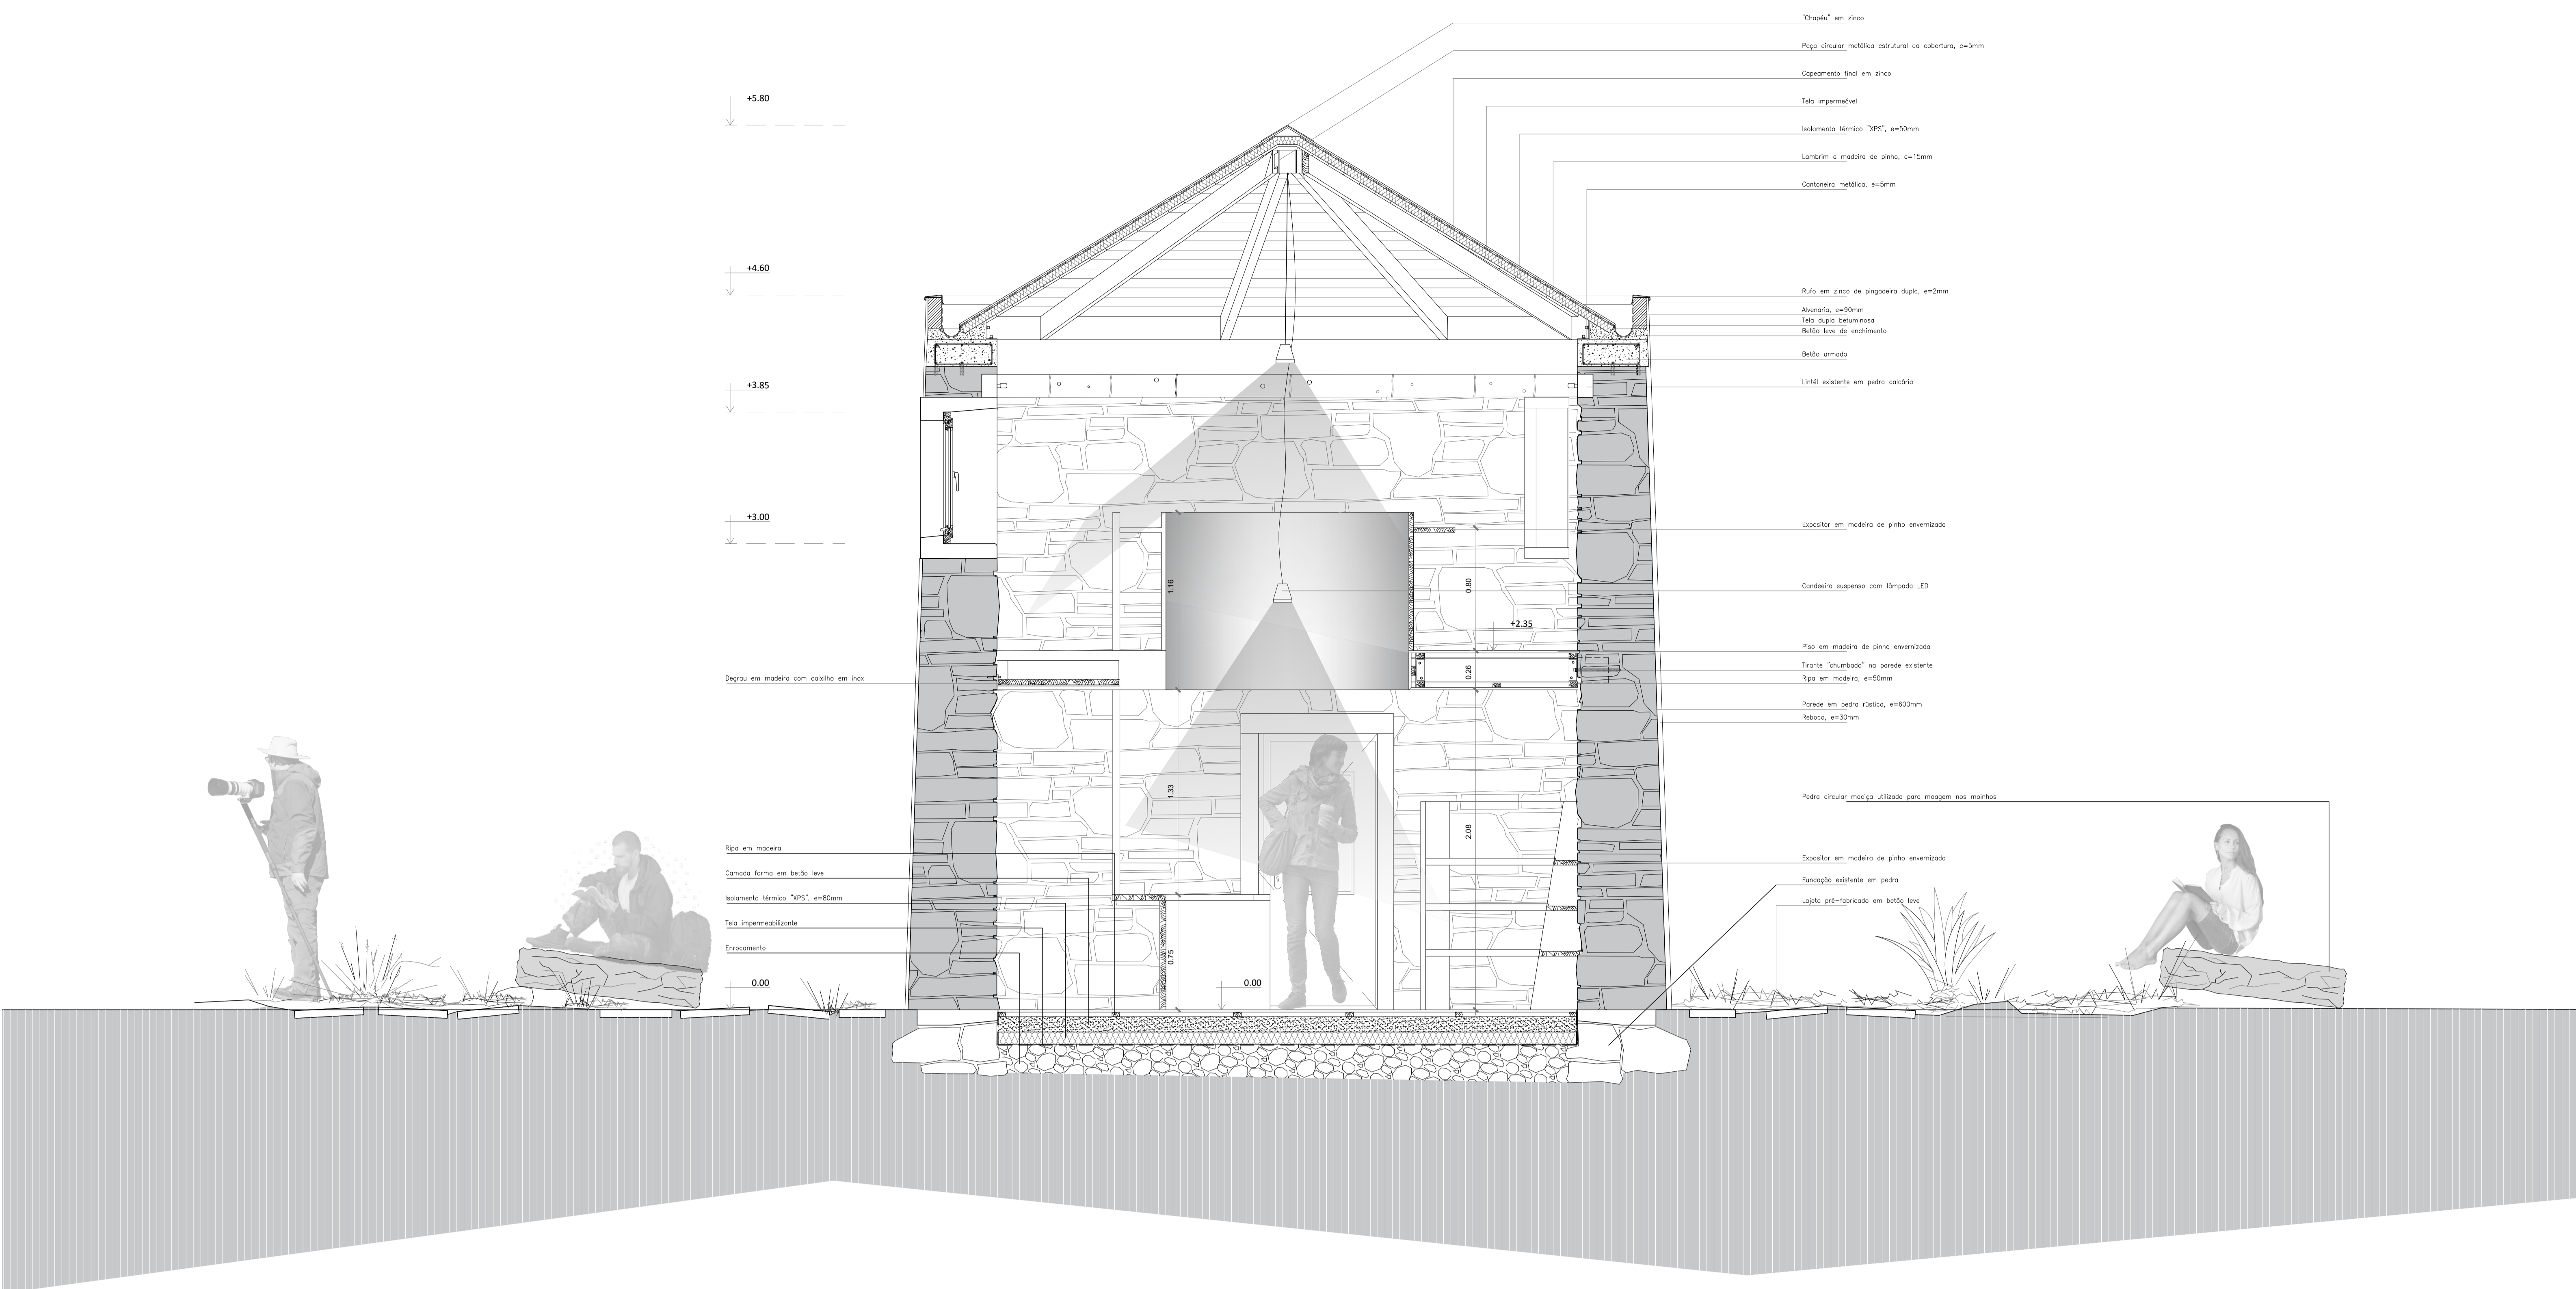 "Chapéu" em zinco
Peça circular metálica estrutural da cobertura, e=5mm
Capeamento final em zinco
+5.80
Tela impermeável
Isolamento térmico "XPS", e=50mm
Lambrim a madeira de pinho, e=15mm
Cantoneira metálica, e=5mm
+4.60
Rufo em zinco de pingadeira dupla, e=2mm
Alvenaria, e=90mm
Tela dupla betuminosa
Betão leve de enchimento
Betão armado
+3.85
Lintêl existente em pedra calcária
+3.00
Expositor em madeira de pinho envernizada
1.16
0.80
Candeeiro suspenso com lâmpada LED
+2.35
Piso em madeira de pinho envernizada
Tirante "chumbado" na parede existente
0.26
Degrau em madeira com caixilho em inox
Ripa em madeira, e=50mm
Parede em pedra rústica, e=600mm
Reboco, e=30mm
1.33
Pedra circular maciça utilizada para moagem nos moinhos
2.08
Ripa em madeira
Expositor em madeira de pinho envernizada
Camada forma em betão leve
Fundação existente em pedra
Isolamento térmico "XPS", e=80mm
Lajeta pré-fabricada em betão leve
Tela impermeabilizante
Enrocamento
0.75
0.00
0.00